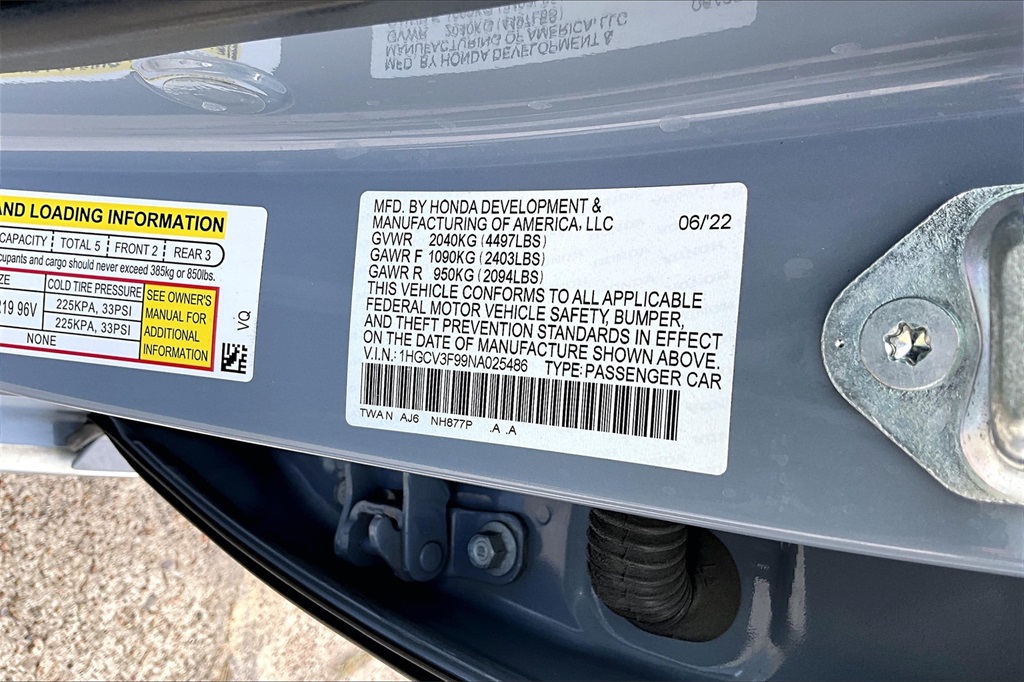 AND LOADING INFORMATION
CAPACITY TOTAL 5 FRONT 2 REAR 3
cupants and cargo should never exceed 385kg or 850lbs.
ZE COLD TIRE PRESSURE SEE OWNER'S MANUAL FOR ADDITIONAL INFORMATION
R19 96V 225KPA, 33PSI
225KPA, 33PSI
NONE
VQ
MFD. BY HONDA DEVELOPMENT &
MANUFACTURING OF AMERICA, LLC 06/'22
GVWR 2040KG (4497LBS)
GAWR F 1090KG (2403LBS)
GAWR R 950KG (2094LBS)
THIS VEHICLE CONFORMS TO ALL APPLICABLE
FEDERAL MOTOR VEHICLE SAFETY, BUMPER,
AND THEFT PREVENTION STANDARDS IN EFFECT
ON THE DATE OF MANUFACTURE SHOWN ABOVE.
V.I.N.: 1HGCV3F99NA025486 TYPE: PASSENGER CAR
TWA N AJ6 NH877P .A .A